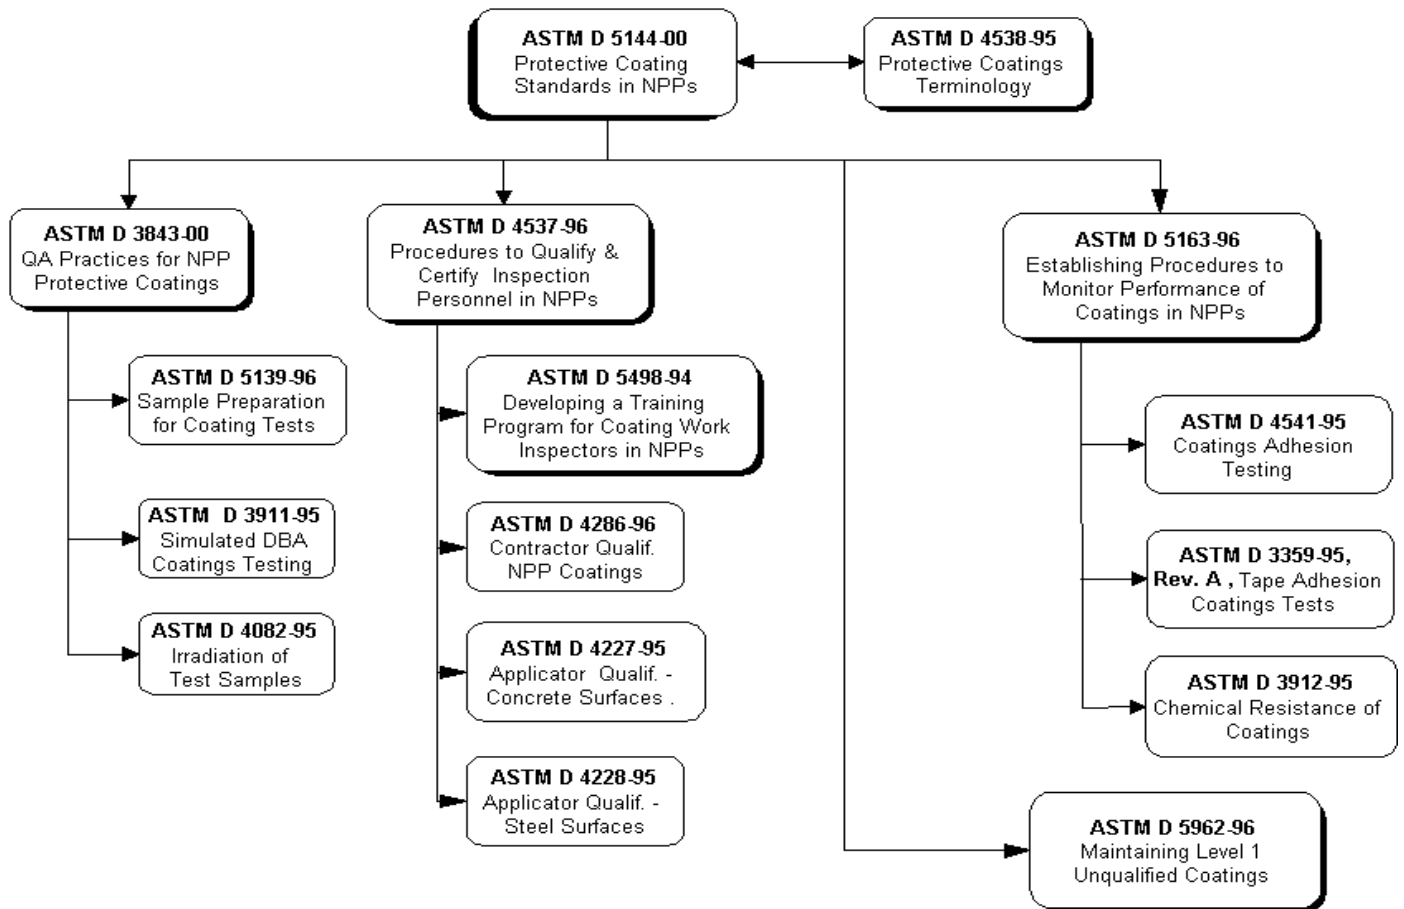 ASTM D 5144-00
Protective Coating
Standards in NPPs
ASTM D 4538-95
Protective Coatings
Terminology
ASTM D 3843-00
QA Practices for NPP
Protective Coatings
ASTM D 5139-96
Sample Preparation
for Coating Tests
ASTM D 3911-95
Simulated DBA
Coatings Testing
ASTM D 4082-95
Irradiation of
Test Samples
ASTM D 4537-96
Procedures to Qualify &
Certify Inspection
Personnel in NPPs
ASTM D 5498-94
Developing a Training
Program for Coating Work
Inspectors in NPPs
ASTM D 4286-96
Contractor Qualif.
NPP Coatings
ASTM D 4227-95
Applicator Qualif. -
Concrete Surfaces .
ASTM D 4228-95
Applicator Qualif. -
Steel Surfaces
ASTM D 5163-96
Establishing Procedures to
Monitor Performance of
Coatings in NPPs
ASTM D 4541-95
Coatings Adhesion
Testing
ASTM D 3359-95,
Rev. A , Tape Adhesion
Coatings Tests
ASTM D 3912-95
Chemical Resistance of
Coatings
ASTM D 5962-96
Maintaining Level 1
Unqualified Coatings